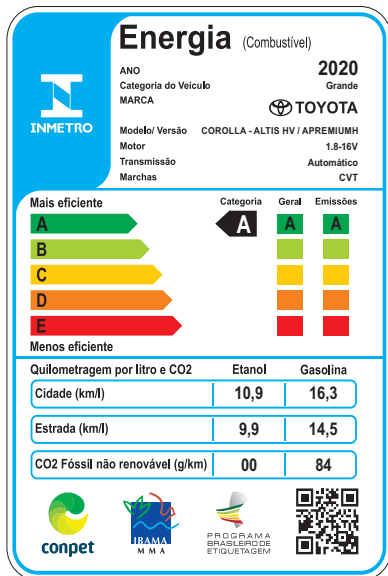 Energia (Combustível)
ANO 2020
Categoria do Veículo Grande
MARCA TOYOTA
INMETRO
Modelo/ Versão COROLLA - ALTIS HV / APREMIUMH
Motor 1.8-16V
Transmissão Automático
Marchas CVT
Mais eficiente Categoria Geral Emissões
A A A A
B
C
D
E
Menos eficiente
Quilometragem por litro e CO2 Etanol Gasolina
Cidade (km/l) 10,9 16,3
Estrada (km/l) 9,9 14,5
CO2 Fóssil não renovável (g/km) 00 84
conpet
IBAMA
MMA
PROGRAMA
BRASILEIRO DE
ETIQUETAGEM